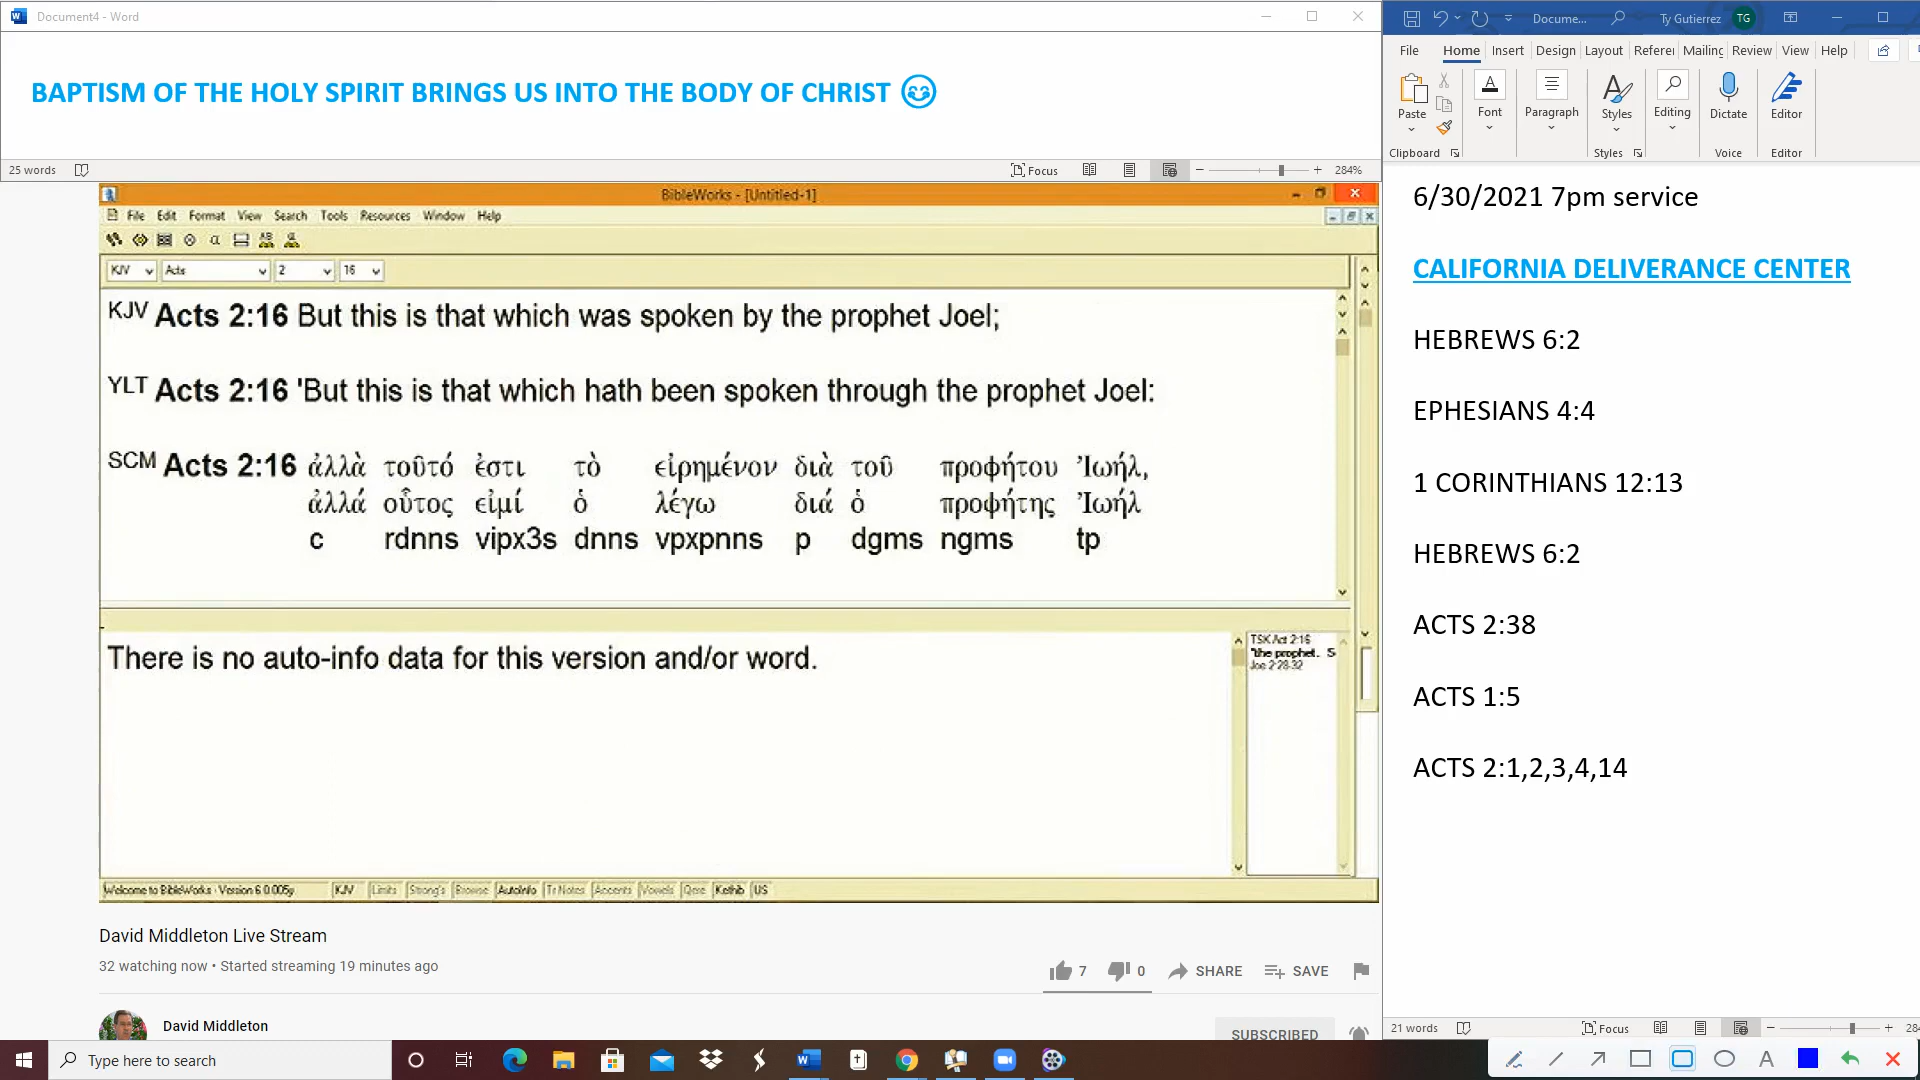 Document4 - Word
BAPTISM OF THE HOLY SPIRIT BRINGS US INTO THE BODY OF CHRIST 😊
25 words
Focus
284%
BibleWorks - [Untitled-1]
File Edit Format View Search Tools Resources Window Help
KJV Acts 2 16
KJV Acts 2:16 But this is that which was spoken by the prophet Joel;
YLT Acts 2:16 'But this is that which hath been spoken through the prophet Joel:
SCM Acts 2:16 ἀλλὰ τοῦτό ἐστι τὸ εἰρημένον διὰ τοῦ προφήτου Ἰωήλ,
ἀλλά οὗτος εἰμί ὁ λέγω διά ὁ προφήτης Ἰωήλ
c rdnns vipx3s dnns vpxpnns p dgms ngms tp
There is no auto-info data for this version and/or word.
TSK Act 2:16
"the prophet. S
Joe 2:28-32
Welcome to BibleWorks - Version 6.0.005y KJV Limits Strong's Browse AutoInfo Tr Notes Accents Vowels Qere Kethib US
David Middleton Live Stream
32 watching now • Started streaming 19 minutes ago
7 0 SHARE SAVE
David Middleton
SUBSCRIBED
Docume... Ty Gutierrez TG
File Home Insert Design Layout Referen Mailing Review View Help
Paste Font Paragraph Styles Editing Dictate Editor
Clipboard Styles Voice Editor
6/30/2021 7pm service
CALIFORNIA DELIVERANCE CENTER
HEBREWS 6:2
EPHESIANS 4:4
1 CORINTHIANS 12:13
HEBREWS 6:2
ACTS 2:38
ACTS 1:5
ACTS 2:1,2,3,4,14
21 words
Focus
284
Type here to search